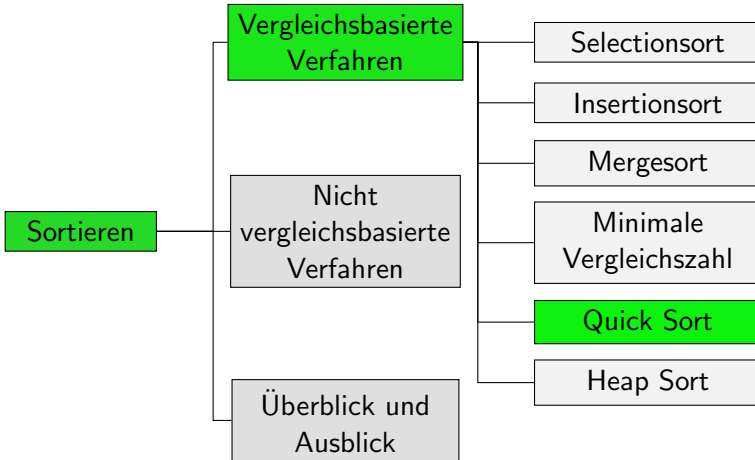 Sortieren
Vergleichsbasierte
Verfahren
Nicht
vergleichsbasierte
Verfahren
Überblick und
Ausblick
Selectionsort
Insertionsort
Mergesort
Minimale
Vergleichszahl
Quick Sort
Heap Sort